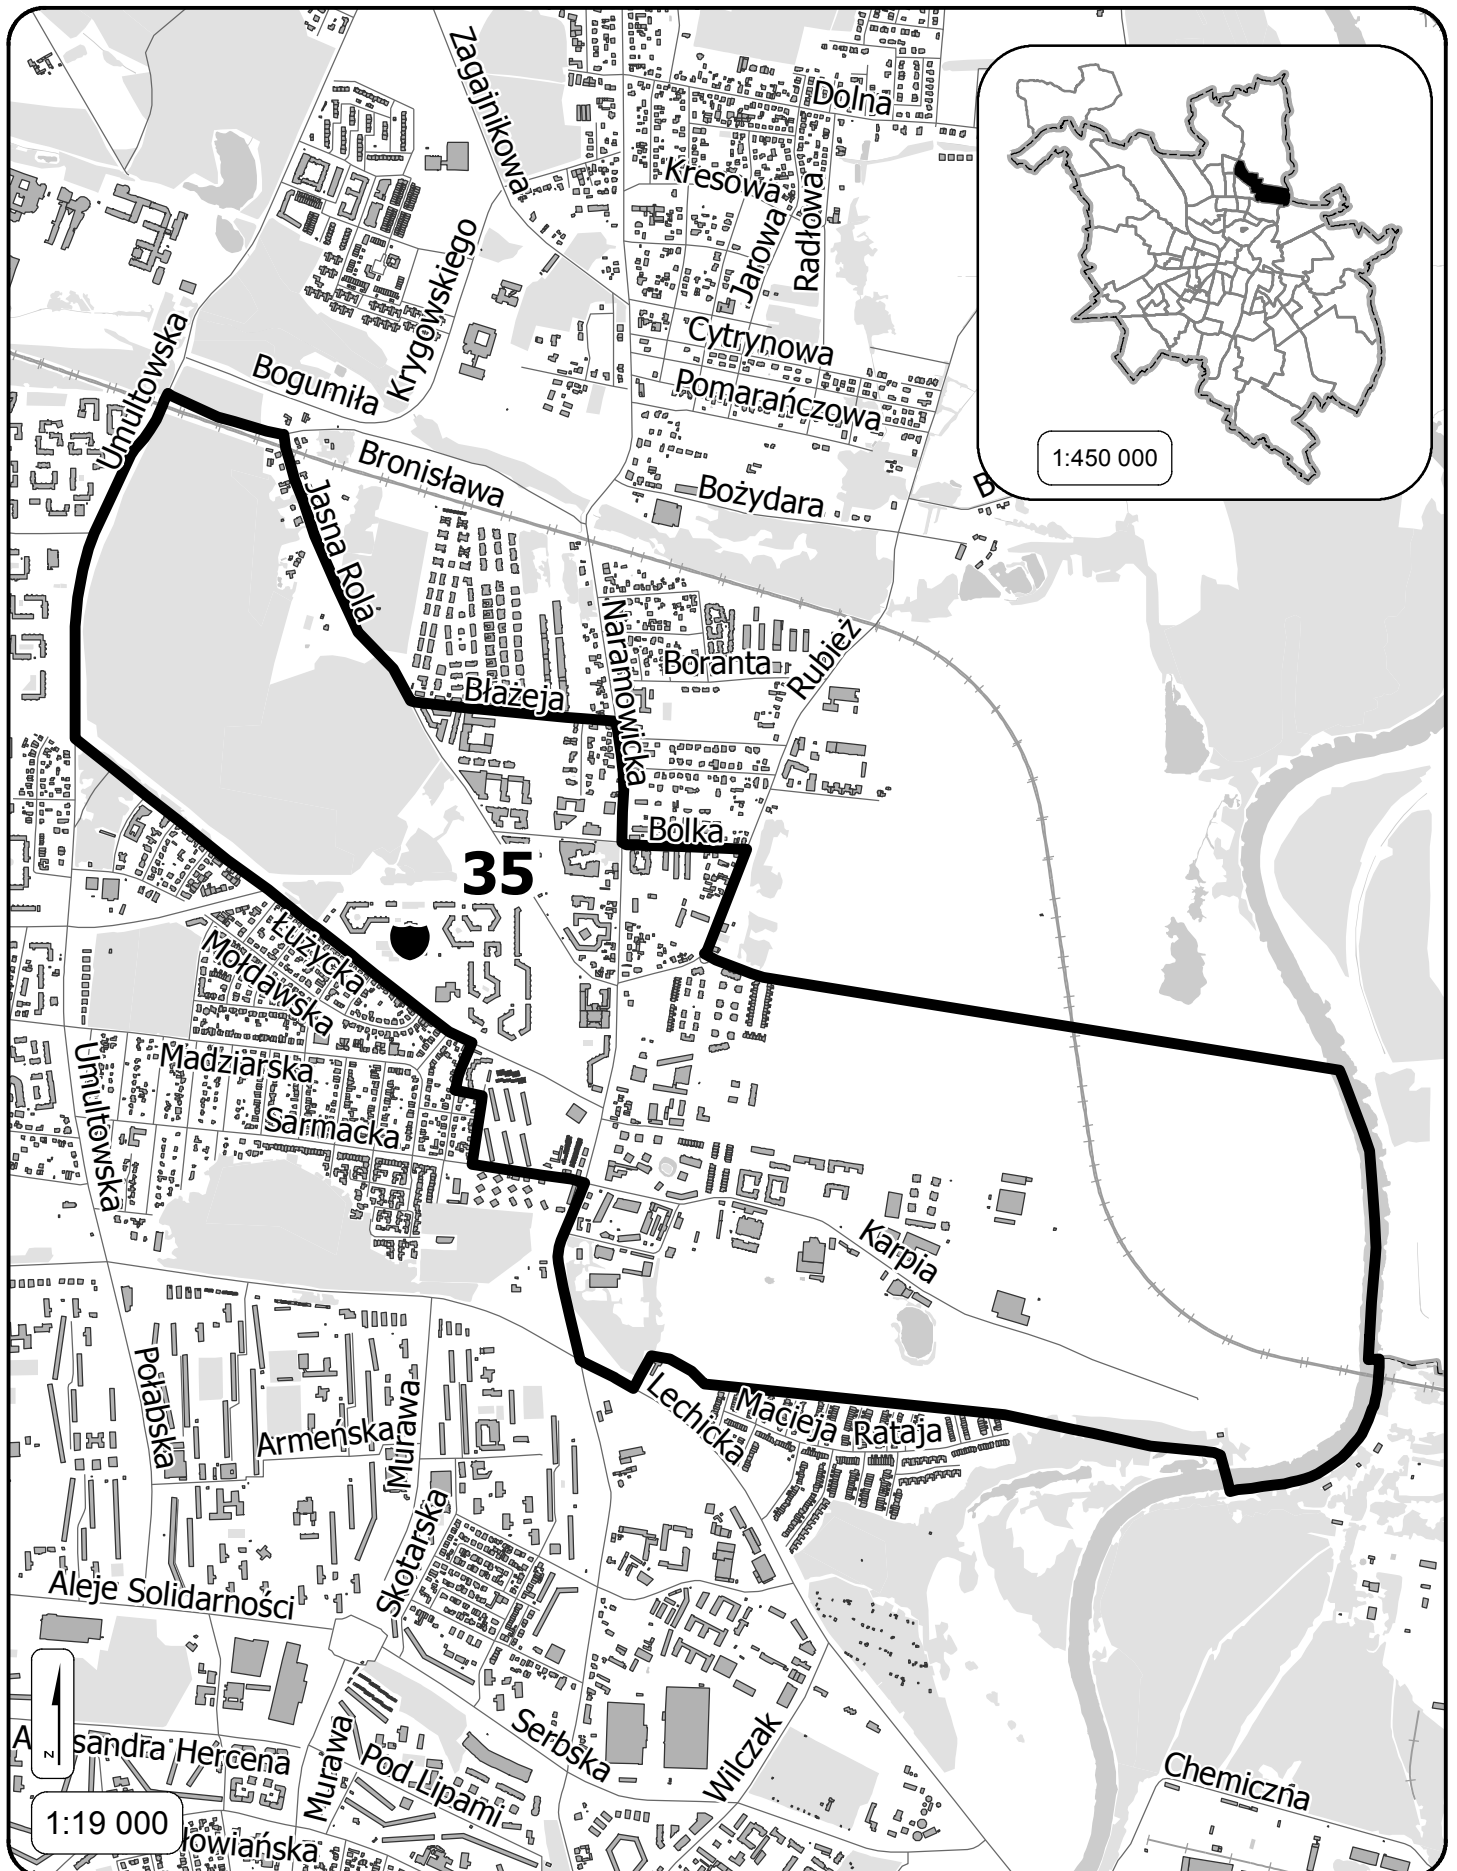 Zagajnikowa
Dolna
Kresowa
Jarowa
Radłowa
Krygowskiego
Umultowska
Bogumiła
Cytrynowa
Pomarańczowa
1:450 000
Bronisława
Bożydara
B
Jasna Rola
Naramowicka
Boranta
Rubież
Błażeja
Bolka
35
Łużycka
Mołdawska
Madziarska
Umultowska
Sarmacka
Karpia
Połabska
Armeńska
Murawa
Lechicka
Macieja Rataja
Skotarska
Aleje Solidarności
A
sandra Hercena
Murawa
Pod Lipami
Serbska
Wilczak
Chemiczna
N
1:19 000
łowiańska